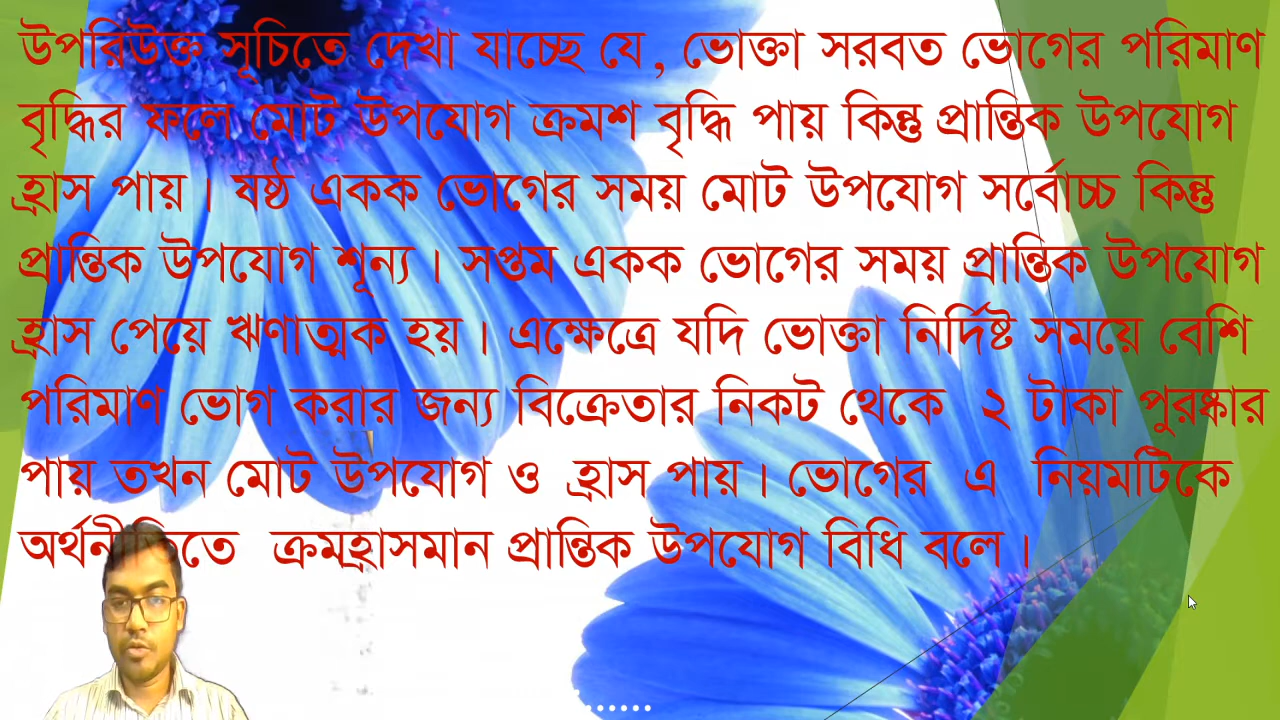 উপরিউক্ত সূচিতে দেখা যাচ্ছে যে, ভোক্তা সরবত ভোগের পরিমাণ
বৃদ্ধির ফলে মোট উপযোগ ক্রমশ বৃদ্ধি পায় কিন্তু প্রান্তিক উপযোগ
হ্রাস পায়। ষষ্ঠ একক ভোগের সময় মোট উপযোগ সর্বোচ্চ কিন্তু
প্রান্তিক উপযোগ শূন্য। সপ্তম একক ভোগের সময় প্রান্তিক উপযোগ
হ্রাস পেয়ে ঋণাত্মক হয়। এক্ষেত্রে যদি ভোক্তা নির্দিষ্ট সময়ে বেশি
পরিমাণ ভোগ করার জন্য বিক্রেতার নিকট থেকে ২ টাকা পুরষ্কার
পায় তখন মোট উপযোগ ও হ্রাস পায়। ভোগের এ নিয়মটিকে
অর্থনীতিতে ক্রমহ্রাসমান প্রান্তিক উপযোগ বিধি বলে।